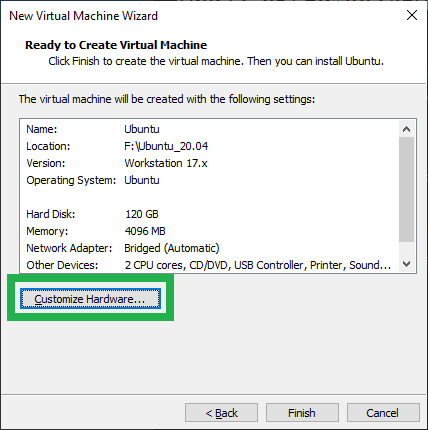 New Virtual Machine Wizard
Ready to Create Virtual Machine
Click Finish to create the virtual machine. Then you can install Ubuntu.
The virtual machine will be created with the following settings:
Name: Ubuntu
Location: F:\Ubuntu_20.04
Version: Workstation 17.x
Operating System: Ubuntu
Hard Disk: 120 GB
Memory: 4096 MB
Network Adapter: Bridged (Automatic)
Other Devices: 2 CPU cores, CD/DVD, USB Controller, Printer, Sound...
Customize Hardware...
< Back Finish Cancel